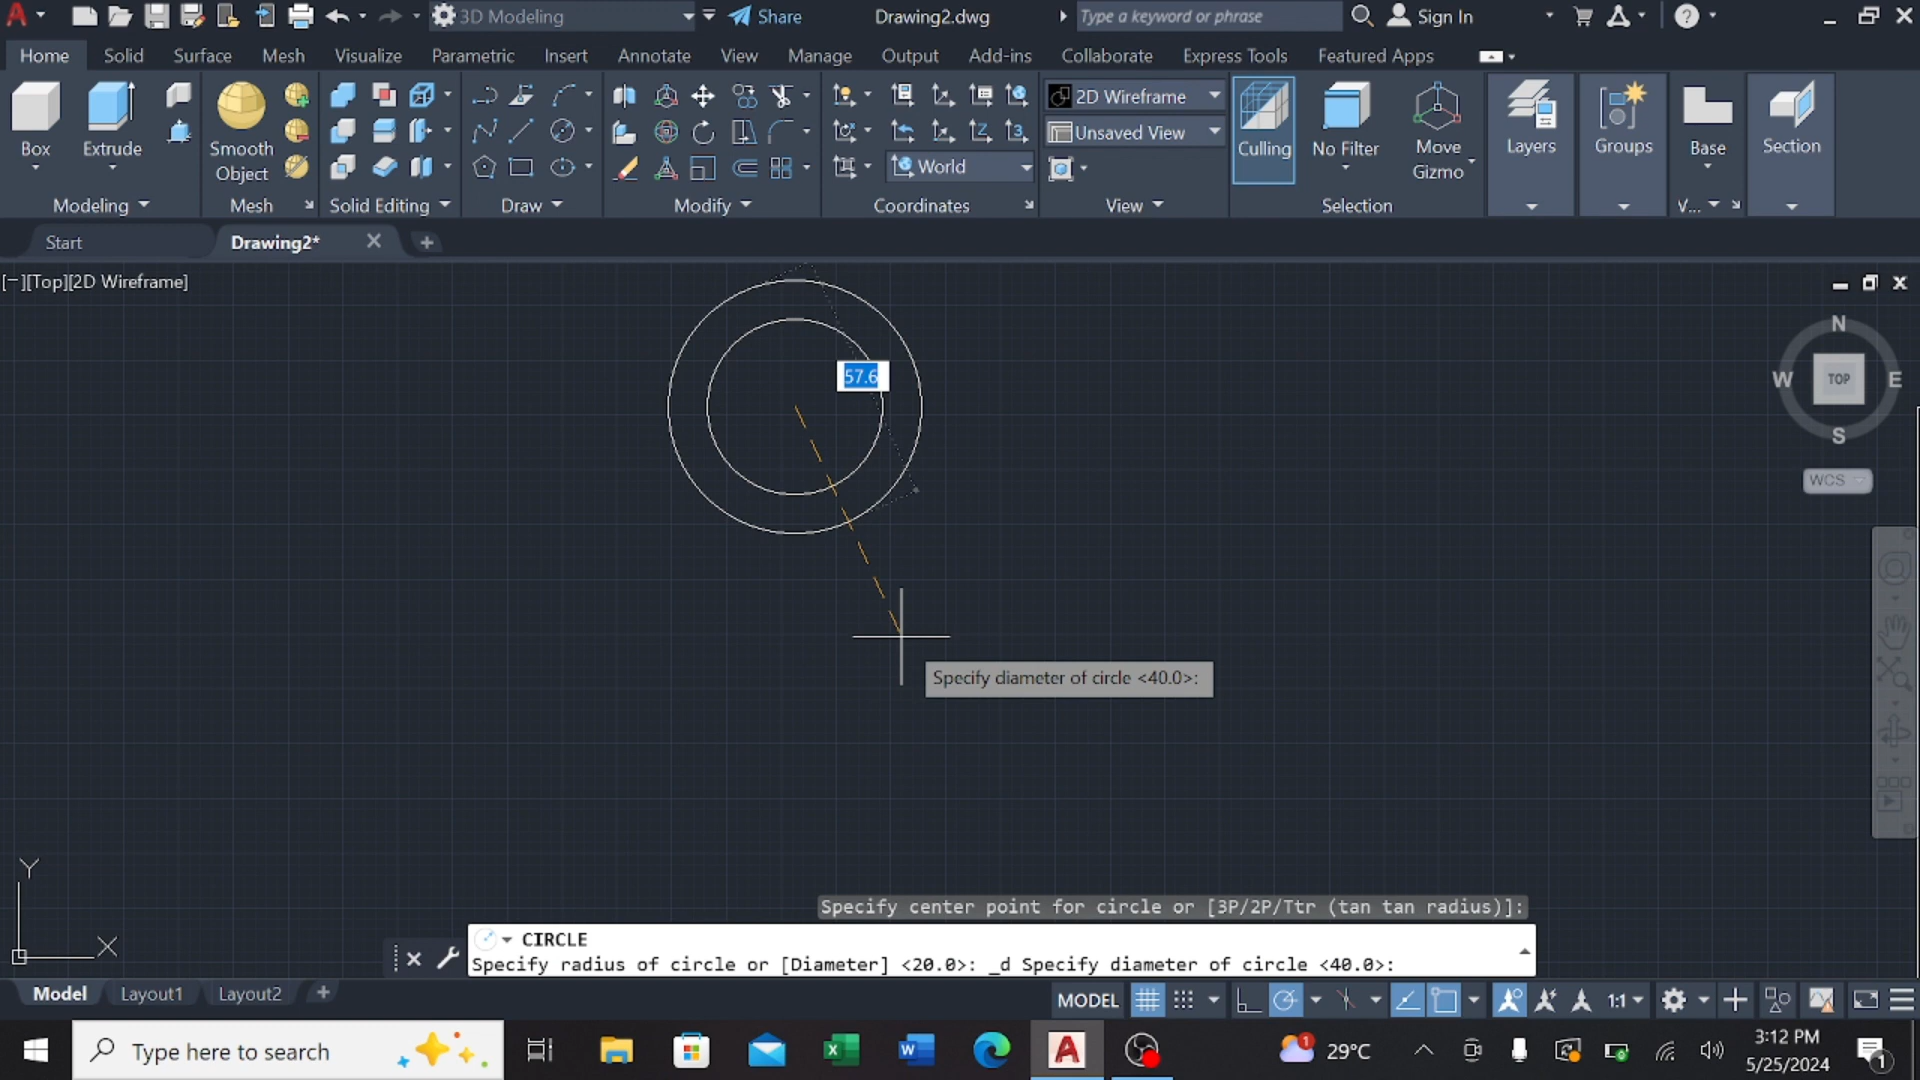 3D Modeling
Share
Drawing2.dwg
Type a keyword or phrase
Sign In
Home
Solid
Surface
Mesh
Visualize
Parametric
Insert
Annotate
View
Manage
Output
Add-ins
Collaborate
Express Tools
Featured Apps
Box
Extrude
Smooth
Object
2D Wireframe
Unsaved View
World
Culling
No Filter
Move
Gizmo
Layers
Groups
Base
Section
Modeling
Mesh
Solid Editing
Draw
Modify
Coordinates
View
Selection
V...
Start
Drawing2*
[−][Top][2D Wireframe]
N
W
TOP
E
S
WCS
57.6
Specify diameter of circle <40.0>:
Y
X
Specify center point for circle or [3P/2P/Ttr (tan tan radius)]:
CIRCLE
Specify radius of circle or [Diameter] <20.0>: _d Specify diameter of circle <40.0>:
Model
Layout1
Layout2
MODEL
1:1
Type here to search
29°C
3:12 PM
5/25/2024
1